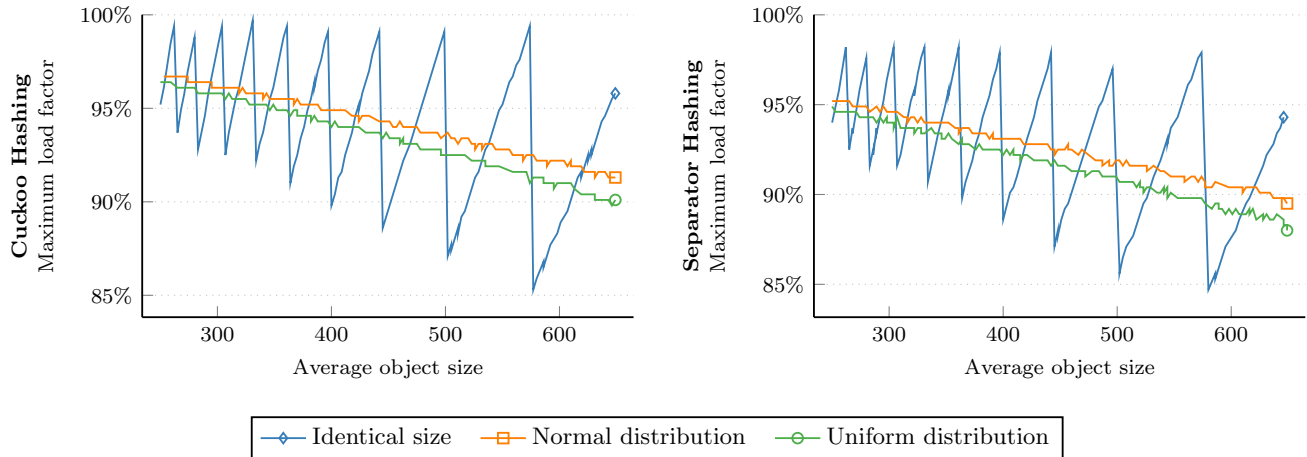 100%
95%
90%
85%
Cuckoo Hashing
Maximum load factor
300 400 500 600
Average object size
100%
95%
90%
85%
Separator Hashing
Maximum load factor
300 400 500 600
Average object size
Identical size Normal distribution Uniform distribution